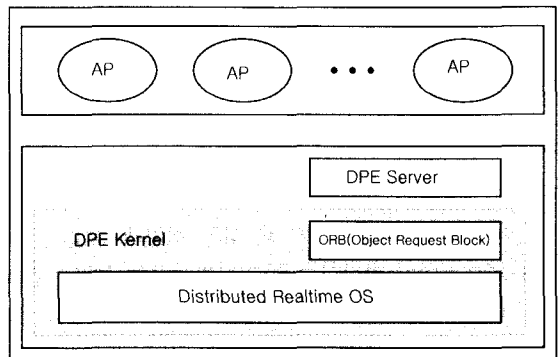 AP AP • • • AP
DPE Server
DPE Kernel
ORB(Object Request Block)
Distributed Realtime OS